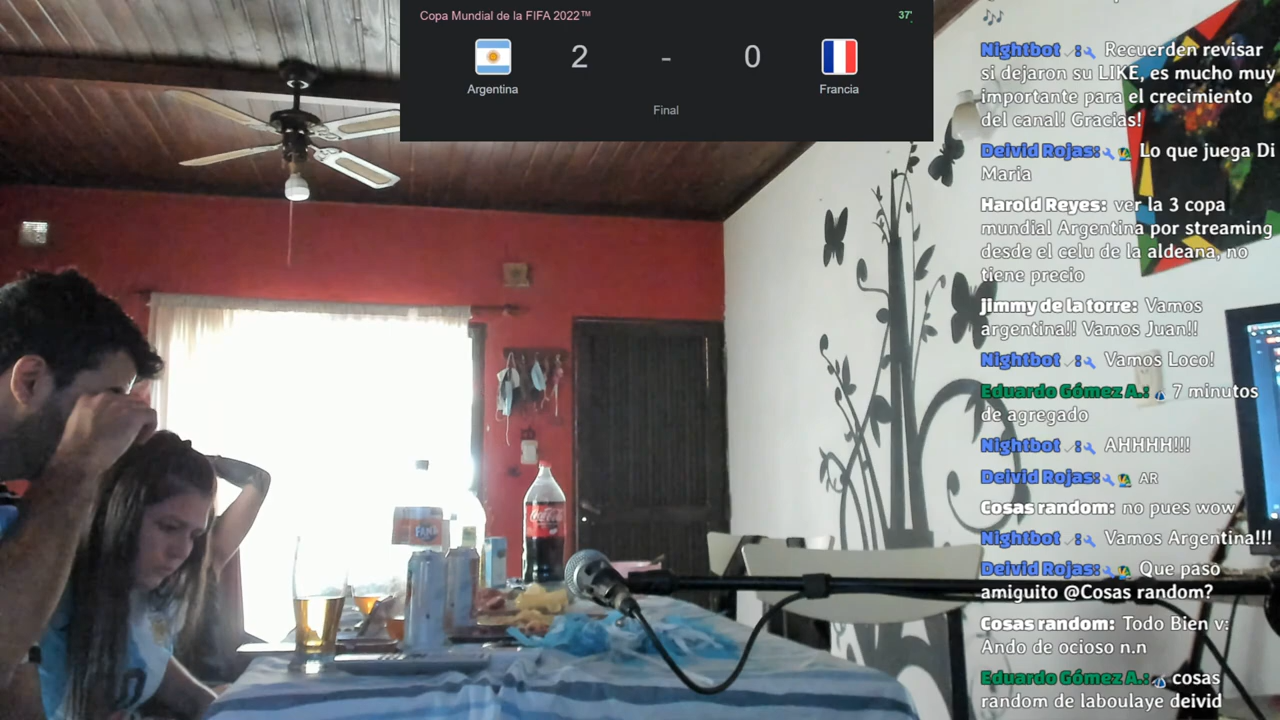 Copa Mundial de la FIFA 2022™
37'
2 - 0
Argentina
Francia
Final
Nightbot: Recuerden revisar
si dejaron su LIKE, es mucho muy
importante para el crecimiento
del canal! Gracias!
Deivid Rojas: Lo que juega Di
Maria
Harold Reyes: ver la 3 copa
mundial Argentina por streaming
desde el celu de la aldeana, no
tiene precio
jimmy de la torre: Vamos
argentina!! Vamos Juan!!
Nightbot: Vamos Loco!
Eduardo Gómez A.: 7 minutos
de agregado
Nightbot: AHHHH!!!
Deivid Rojas: AR
Cosas random: no pues wow
Nightbot: Vamos Argentina!!!
Deivid Rojas: Que paso
amiguito @Cosas random?
Cosas random: Todo Bien v:
Ando de ocioso n.n
Eduardo Gómez A.: cosas
random de laboulaye deivid
Coca-Cola